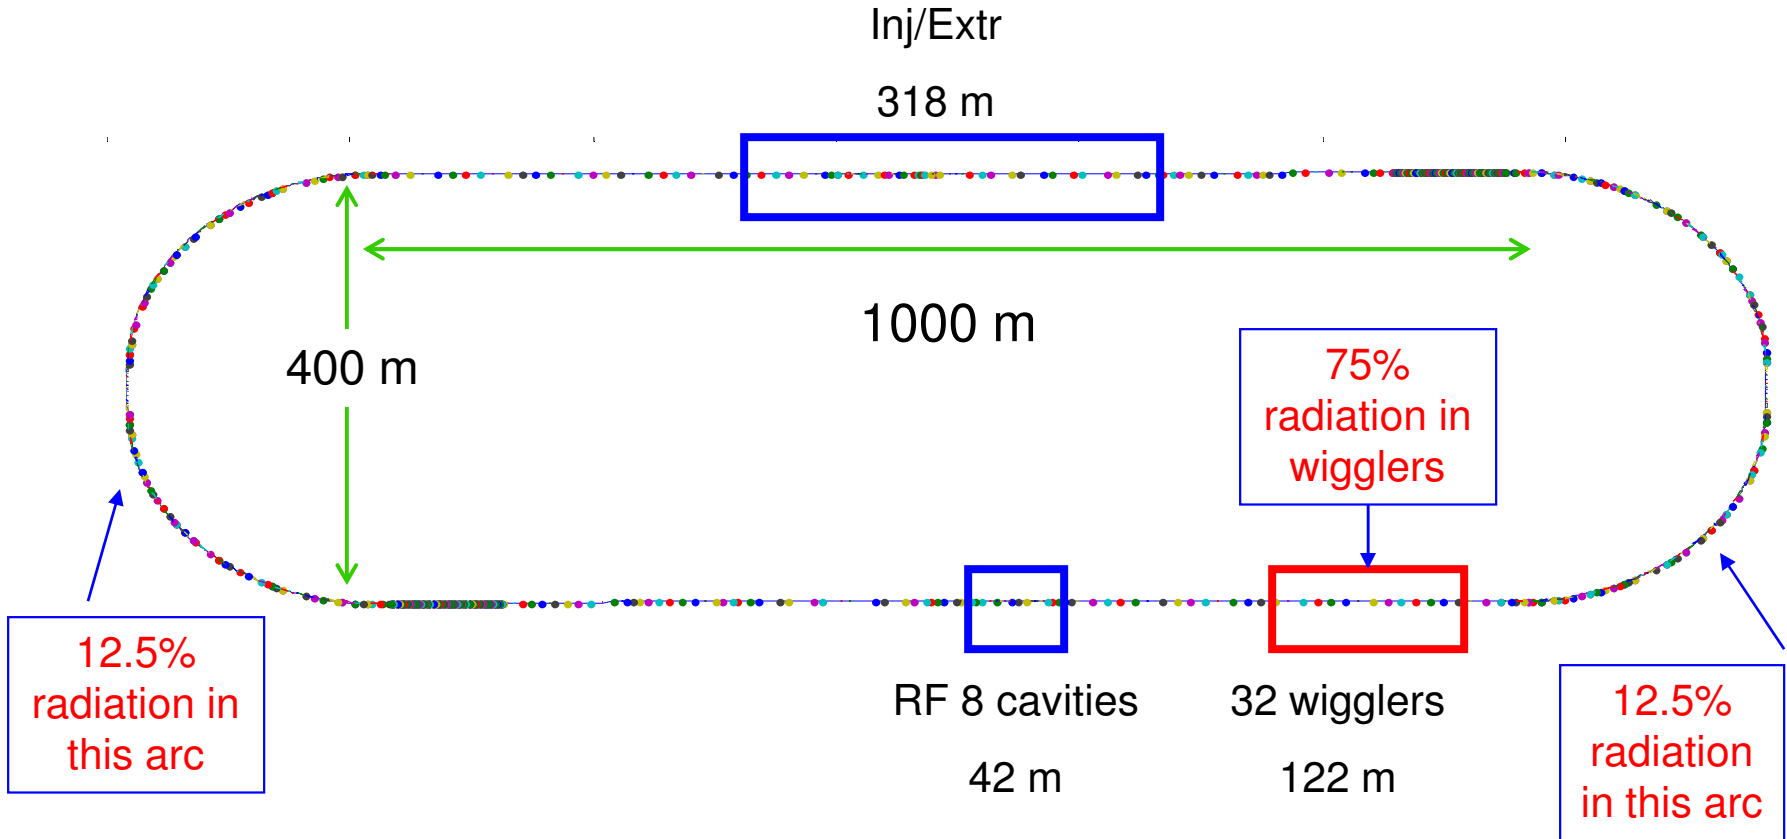 Inj/Extr
318 m
1000 m
400 m
75%
radiation in
wigglers
12.5%
radiation in
this arc
RF 8 cavities
42 m
32 wigglers
122 m
12.5%
radiation
in this arc